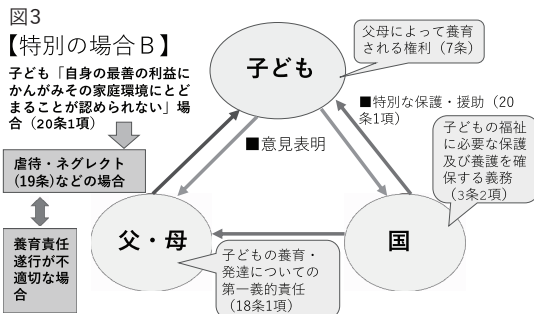 図3
【特別の場合B】
子ども「自身の最善の利益に
かんがみその家庭環境にとど
まることが認められない」場
合（20条1項）
虐待・ネグレクト
(19条)などの場合
養育責任
遂行が不
適切な場
合
子ども
父母によって養育
される権利（7条）
■特別な保護・援助（20
条1項）
■意見表明
子どもの福祉
に必要な保護
及び養護を確
保する義務
（3条2項）
父・母
国
子どもの養育・
発達についての
第一義的責任
（18条1項）